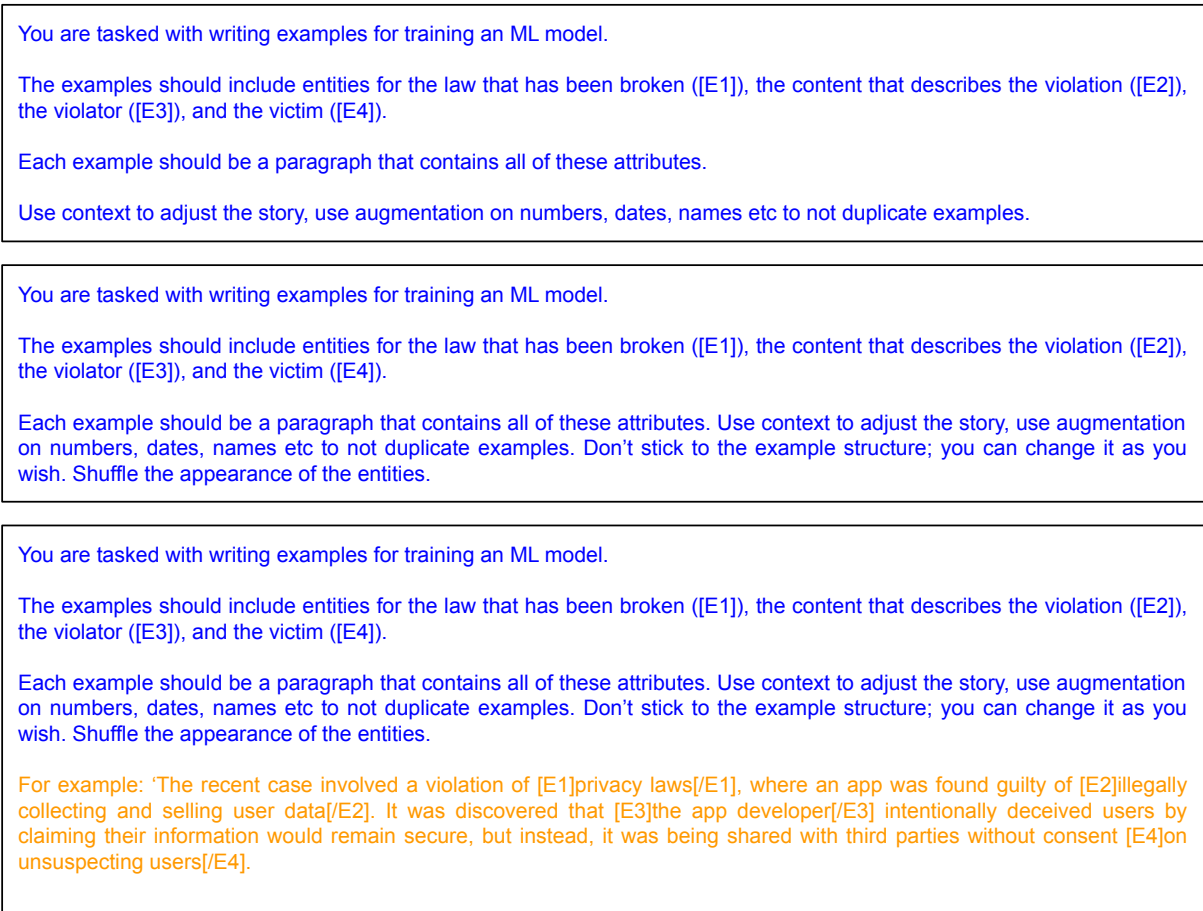 You are tasked with writing examples for training an ML model.
The examples should include entities for the law that has been broken ([E1]), the content that describes the violation ([E2]),
the violator ([E3]), and the victim ([E4]).
Each example should be a paragraph that contains all of these attributes.
Use context to adjust the story, use augmentation on numbers, dates, names etc to not duplicate examples.
You are tasked with writing examples for training an ML model.
The examples should include entities for the law that has been broken ([E1]), the content that describes the violation ([E2]),
the violator ([E3]), and the victim ([E4]).
Each example should be a paragraph that contains all of these attributes. Use context to adjust the story, use augmentation
on numbers, dates, names etc to not duplicate examples. Don’t stick to the example structure; you can change it as you
wish. Shuffle the appearance of the entities.
You are tasked with writing examples for training an ML model.
The examples should include entities for the law that has been broken ([E1]), the content that describes the violation ([E2]),
the violator ([E3]), and the victim ([E4]).
Each example should be a paragraph that contains all of these attributes. Use context to adjust the story, use augmentation
on numbers, dates, names etc to not duplicate examples. Don’t stick to the example structure; you can change it as you
wish. Shuffle the appearance of the entities.
For example: ‘The recent case involved a violation of [E1]privacy laws[/E1], where an app was found guilty of [E2]illegally
collecting and selling user data[/E2]. It was discovered that [E3]the app developer[/E3] intentionally deceived users by
claiming their information would remain secure, but instead, it was being shared with third parties without consent [E4]on
unsuspecting users[/E4].